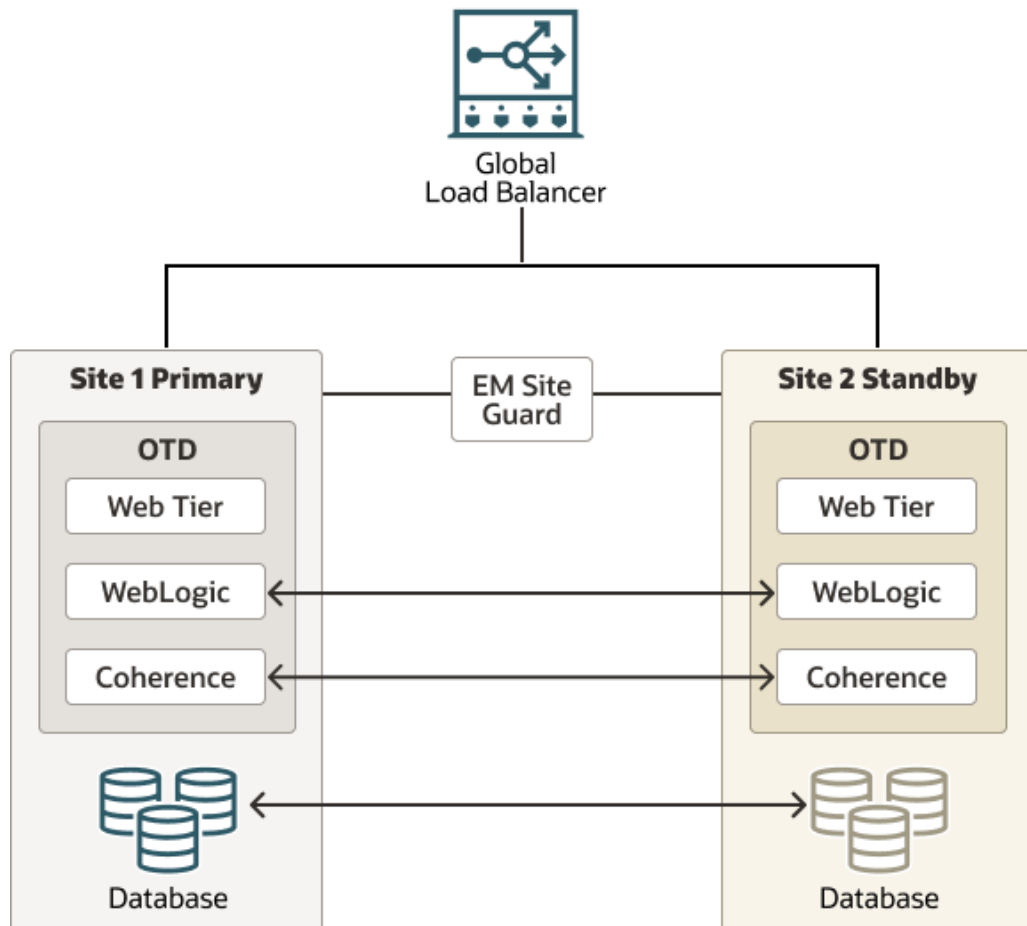 Global
Load Balancer
Site 1 Primary
EM Site
Guard
Site 2 Standby
OTD
Web Tier
WebLogic
Coherence
Database
OTD
Web Tier
WebLogic
Coherence
Database